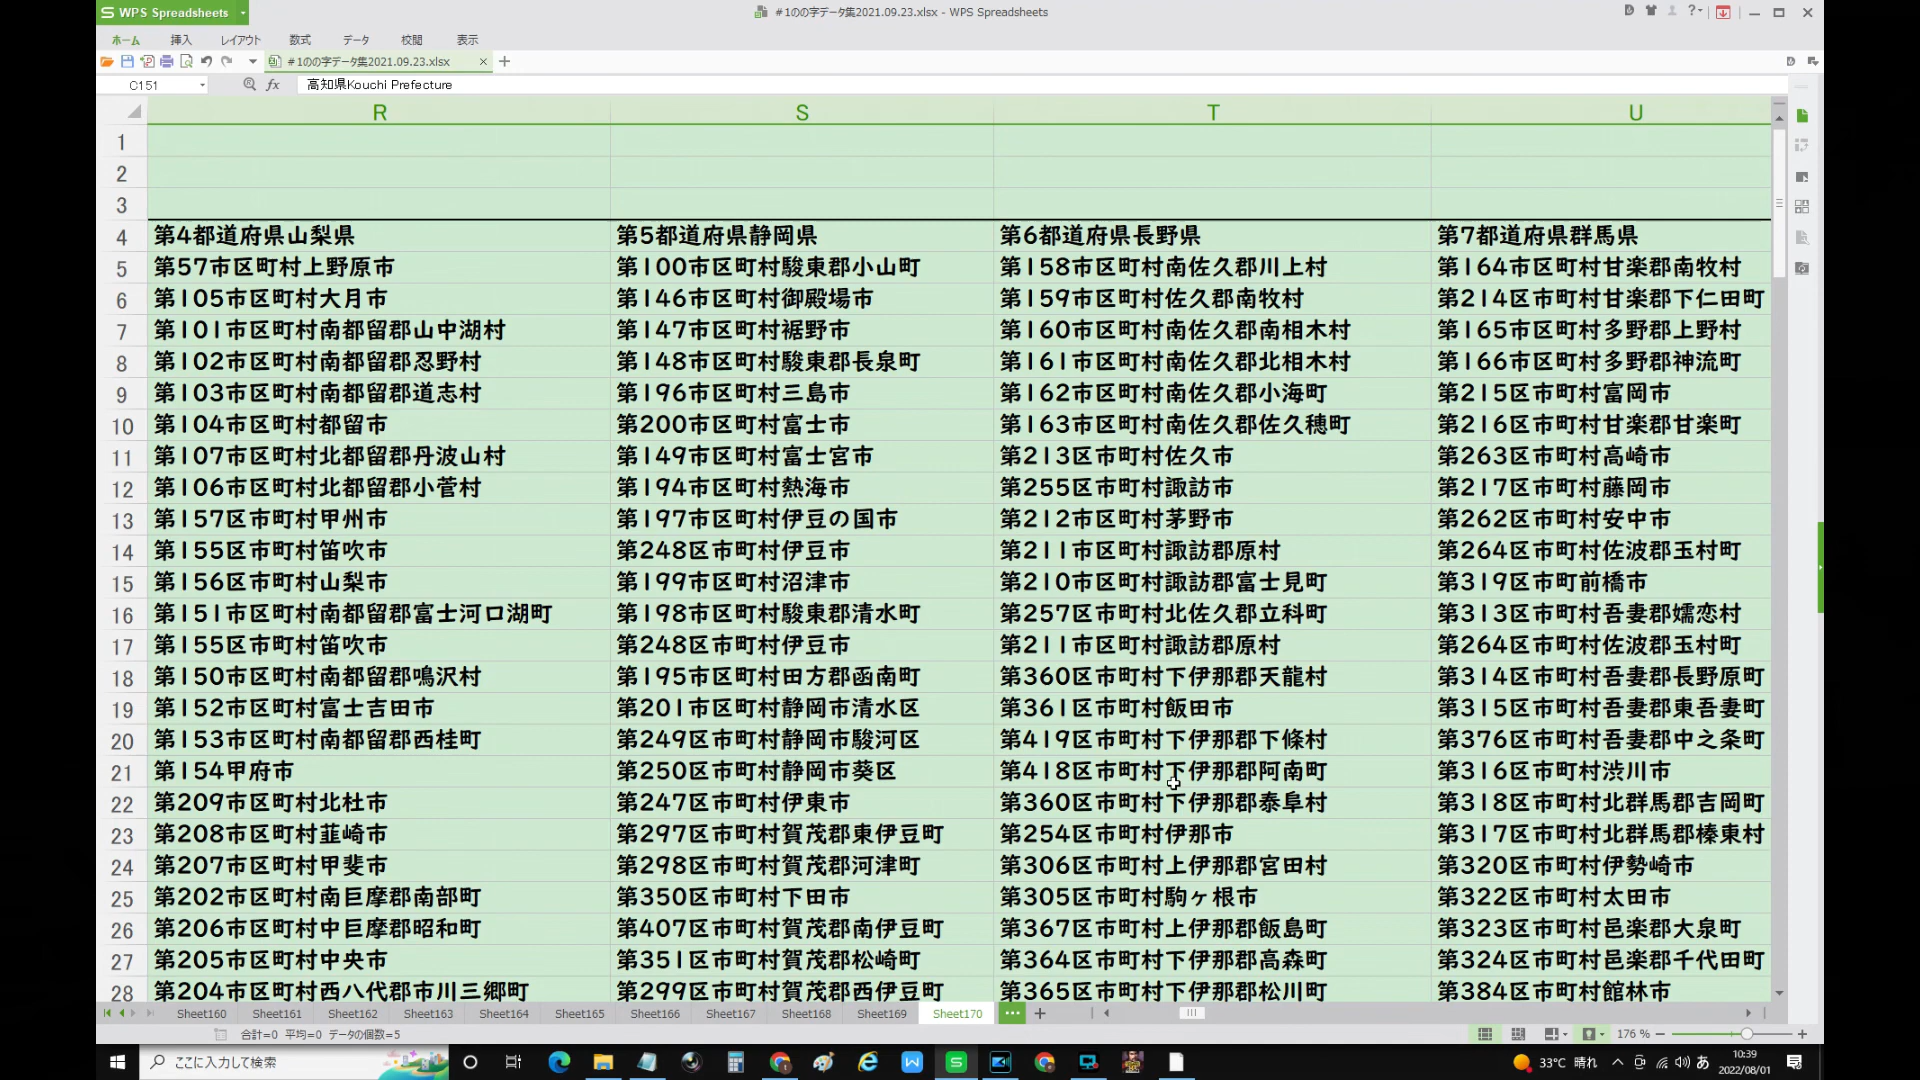 WPS Spreadsheets
#1のの字データ集2021.09.23.xlsx - WPS Spreadsheets
ホーム 挿入 レイアウト 数式 データ 校閲 表示
#1のの字データ集2021.09.23.xlsx
C151 fx 高知県Kouchi Prefecture
R S T U
1
2
3
4 第4都道府県山梨県 第5都道府県静岡県 第6都道府県長野県 第7都道府県群馬県
5 第57市区町村上野原市 第100市区町村駿東郡小山町 第158市区町村南佐久郡川上村 第164市区町村甘楽郡南牧村
6 第105市区町村大月市 第146市区町村御殿場市 第159市区町村佐久郡南牧村 第214区市町村甘楽郡下仁田町
7 第101市区町村南都留郡山中湖村 第147市区町村裾野市 第160市区町村南佐久郡南相木村 第165市区町村多野郡上野村
8 第102市区町村南都留郡忍野村 第148市区町村駿東郡長泉町 第161市区町村南佐久郡北相木村 第166市区町村多野郡神流町
9 第103市区町村南都留郡道志村 第196市区町村三島市 第162市区町村南佐久郡小海町 第215区市町村富岡市
10 第104市区町村都留市 第200市区町村富士市 第163市区町村南佐久郡佐久穂町 第216区市町村甘楽郡甘楽町
11 第107市区町村北都留郡丹波山村 第149市区町村富士宮市 第213区市町村佐久市 第263区市町村高崎市
12 第106市区町村北都留郡小菅村 第194市区町村熱海市 第255区市町村諏訪市 第217区市町村藤岡市
13 第157区市町村甲州市 第197市区町村伊豆の国市 第212市区町村茅野市 第262区市町村安中市
14 第155区市町村笛吹市 第248区市町村伊豆市 第211市区町村諏訪郡原村 第264区市町村佐波郡玉村町
15 第156区市町村山梨市 第199市区町村沼津市 第210市区町村諏訪郡富士見町 第319区市町前橋市
16 第151市区町村南都留郡富士河口湖町 第198市区町村駿東郡清水町 第257区市町村北佐久郡立科町 第313区市町村吾妻郡嬬恋村
17 第155区市町村笛吹市 第248区市町村伊豆市 第211市区町村諏訪郡原村 第264区市町村佐波郡玉村町
18 第150市区町村南都留郡鳴沢村 第195市区町村田方郡函南町 第360区市町村下伊那郡天龍村 第314区市町村吾妻郡長野原町
19 第152市区町村富士吉田市 第201市区町村静岡市清水区 第361区市町村飯田市 第315区市町村吾妻郡東吾妻町
20 第153市区町村南都留郡西桂町 第249区市町村静岡市駿河区 第419区市町村下伊那郡下條村 第376区市町村吾妻郡中之条町
21 第154甲府市 第250区市町村静岡市葵区 第418区市町村下伊那郡阿南町 第316区市町村渋川市
22 第209市区町村北杜市 第247区市町村伊東市 第360区市町村下伊那郡泰阜村 第318区市町村北群馬郡吉岡町
23 第208市区町村韮崎市 第297区市町村賀茂郡東伊豆町 第254区市町村伊那市 第317区市町村北群馬郡榛東村
24 第207市区町村甲斐市 第298区市町村賀茂郡河津町 第306区市町村上伊那郡宮田村 第320区市町村伊勢崎市
25 第202市区町村南巨摩郡南部町 第350区市町村下田市 第305区市町村駒ヶ根市 第322区市町村太田市
26 第206市区町村中巨摩郡昭和町 第407区市町村賀茂郡南伊豆町 第367区市町村上伊那郡飯島町 第323区市町村邑楽郡大泉町
27 第205市区町村中央市 第351区市町村賀茂郡松崎町 第364区市町村下伊那郡高森町 第324区市町村邑楽郡千代田町
28 第204市区町村西八代郡市川三郷町 第299区市町村賀茂郡西伊豆町 第365区市町村下伊那郡松川町 第384区市町村館林市
Sheet160 Sheet161 Sheet162 Sheet163 Sheet164 Sheet165 Sheet166 Sheet167 Sheet168 Sheet169 Sheet170 ••• +
合計=0 平均=0 データの個数=5 176 %
ここに入力して検索 33°C 晴れ あ 10:39
2022/08/01